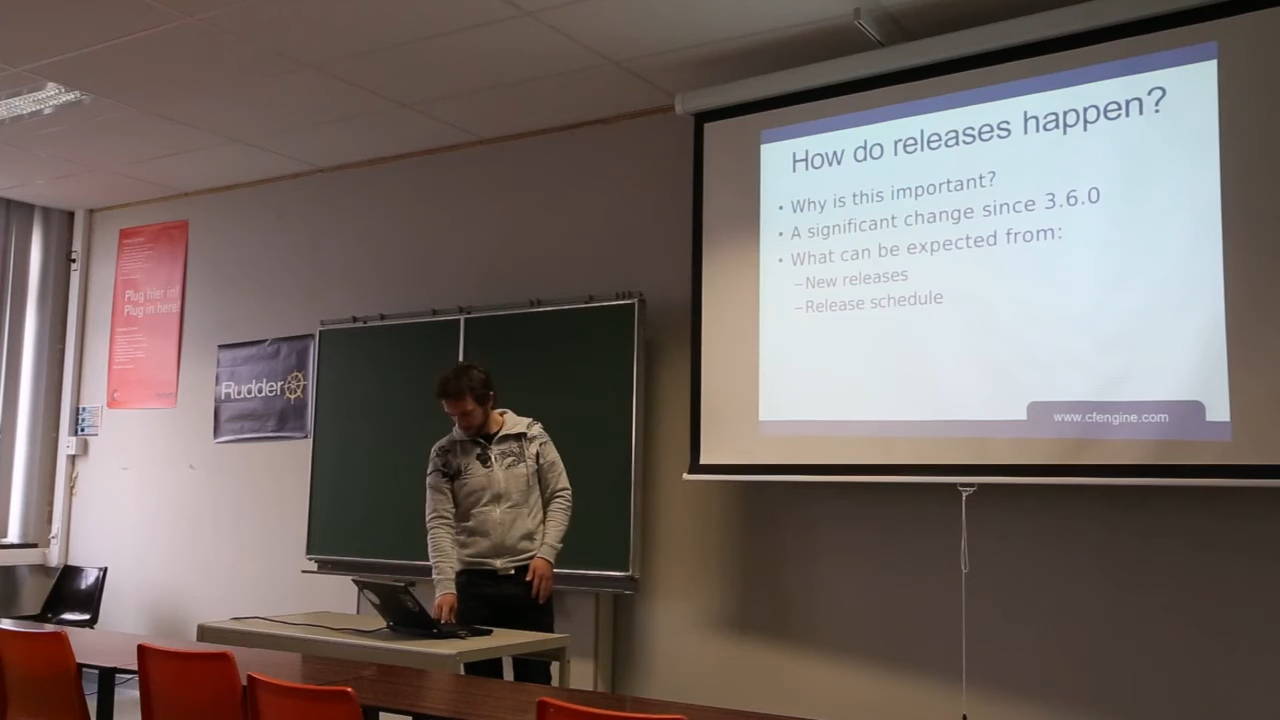 How do releases happen?
• Why is this important?
• A significant change since 3.6.0
• What can be expected from:
–New releases
–Release schedule
www.cfengine.com
Plug hier in!
Plug in here!
Rudder